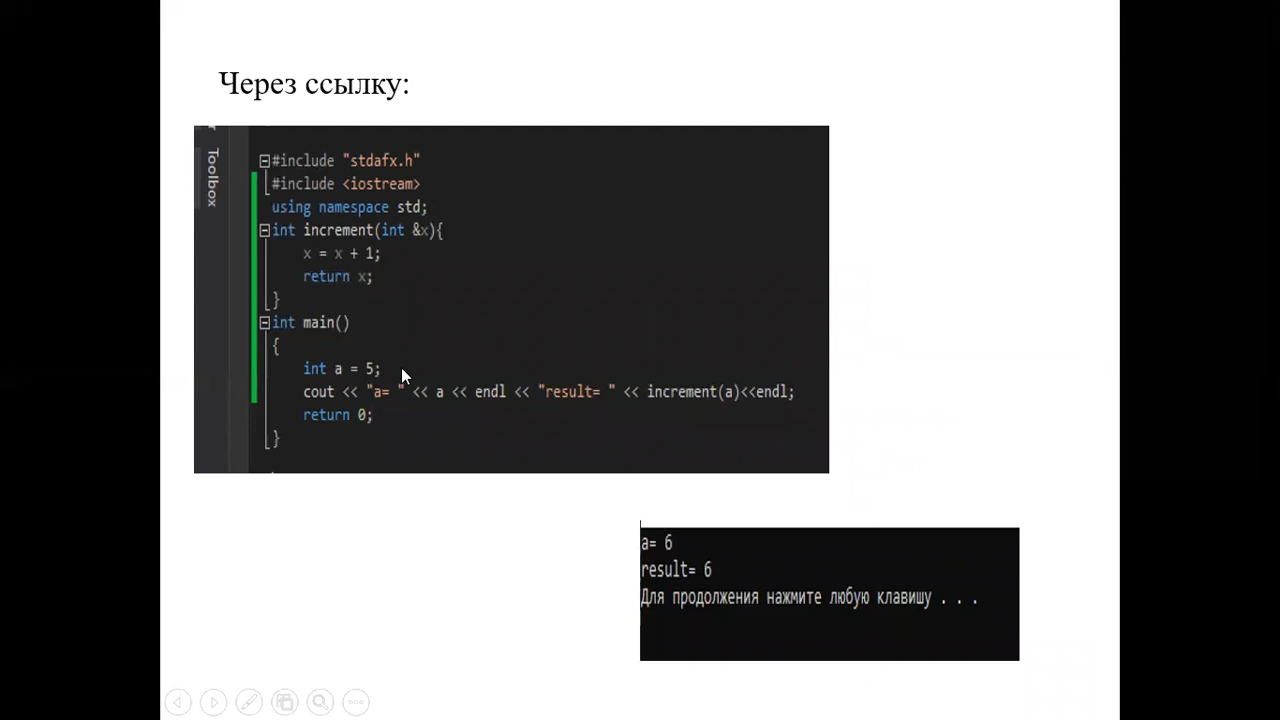 Через ссылку:
Toolbox
#include "stdafx.h"
#include <iostream>
using namespace std;
int increment(int &x){
x = x + 1;
return x;
}
int main()
{
int a = 5;
cout << "a= " << a << endl << "result= " << increment(a)<<endl;
return 0;
}
a= 6
result= 6
Для продолжения нажмите любую клавишу . . .